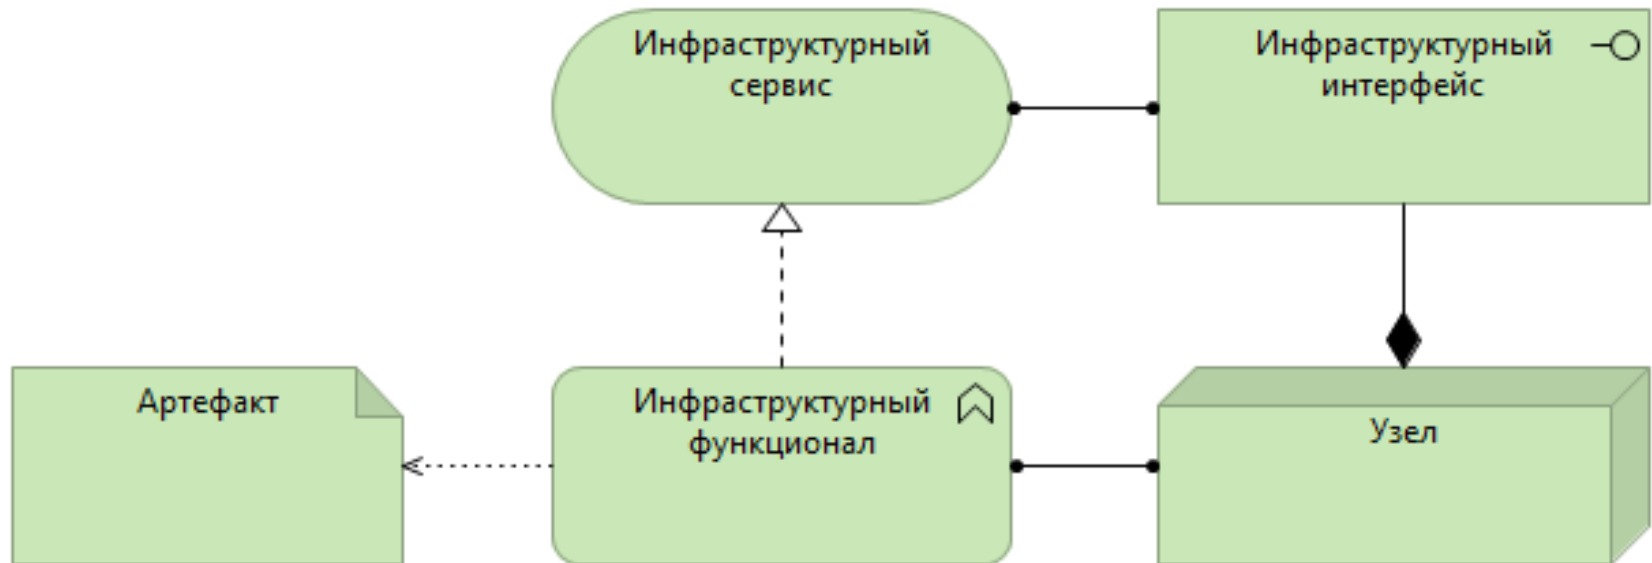 Инфраструктурный
сервис
Инфраструктурный
интерфейс
Артефакт
Инфраструктурный
функционал
Узел